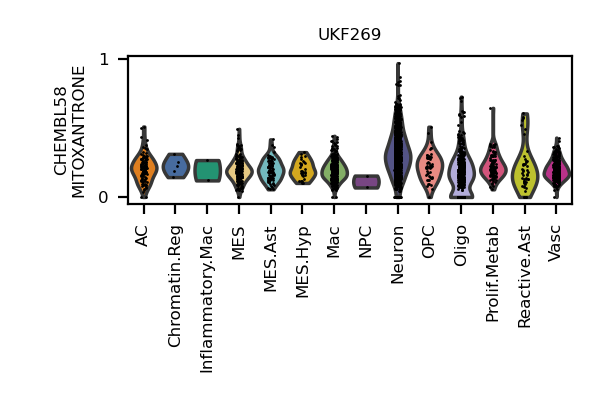 UKF269
CHEMBL58
MITOXANTRONE
1
0
AC
Chromatin.Reg
Inflammatory.Mac
MES
MES.Ast
MES.Hyp
Mac
NPC
Neuron
OPC
Oligo
Prolif.Metab
Reactive.Ast
Vasc